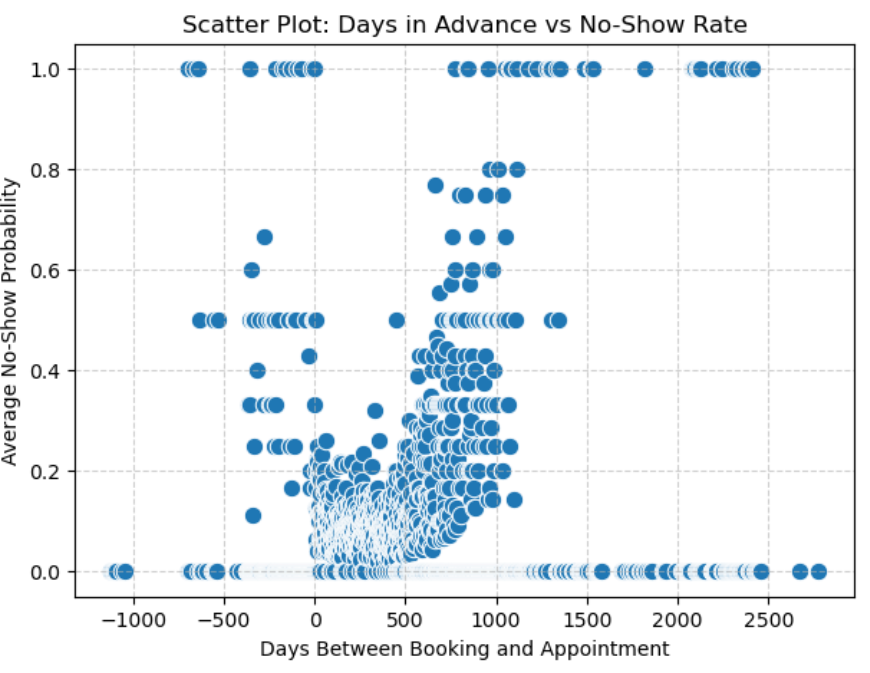 Scatter Plot: Days in Advance vs No-Show Rate
1.0
0.8
0.6
0.4
0.2
0.0
Average No-Show Probability
−1000 −500 0 500 1000 1500 2000 2500
Days Between Booking and Appointment